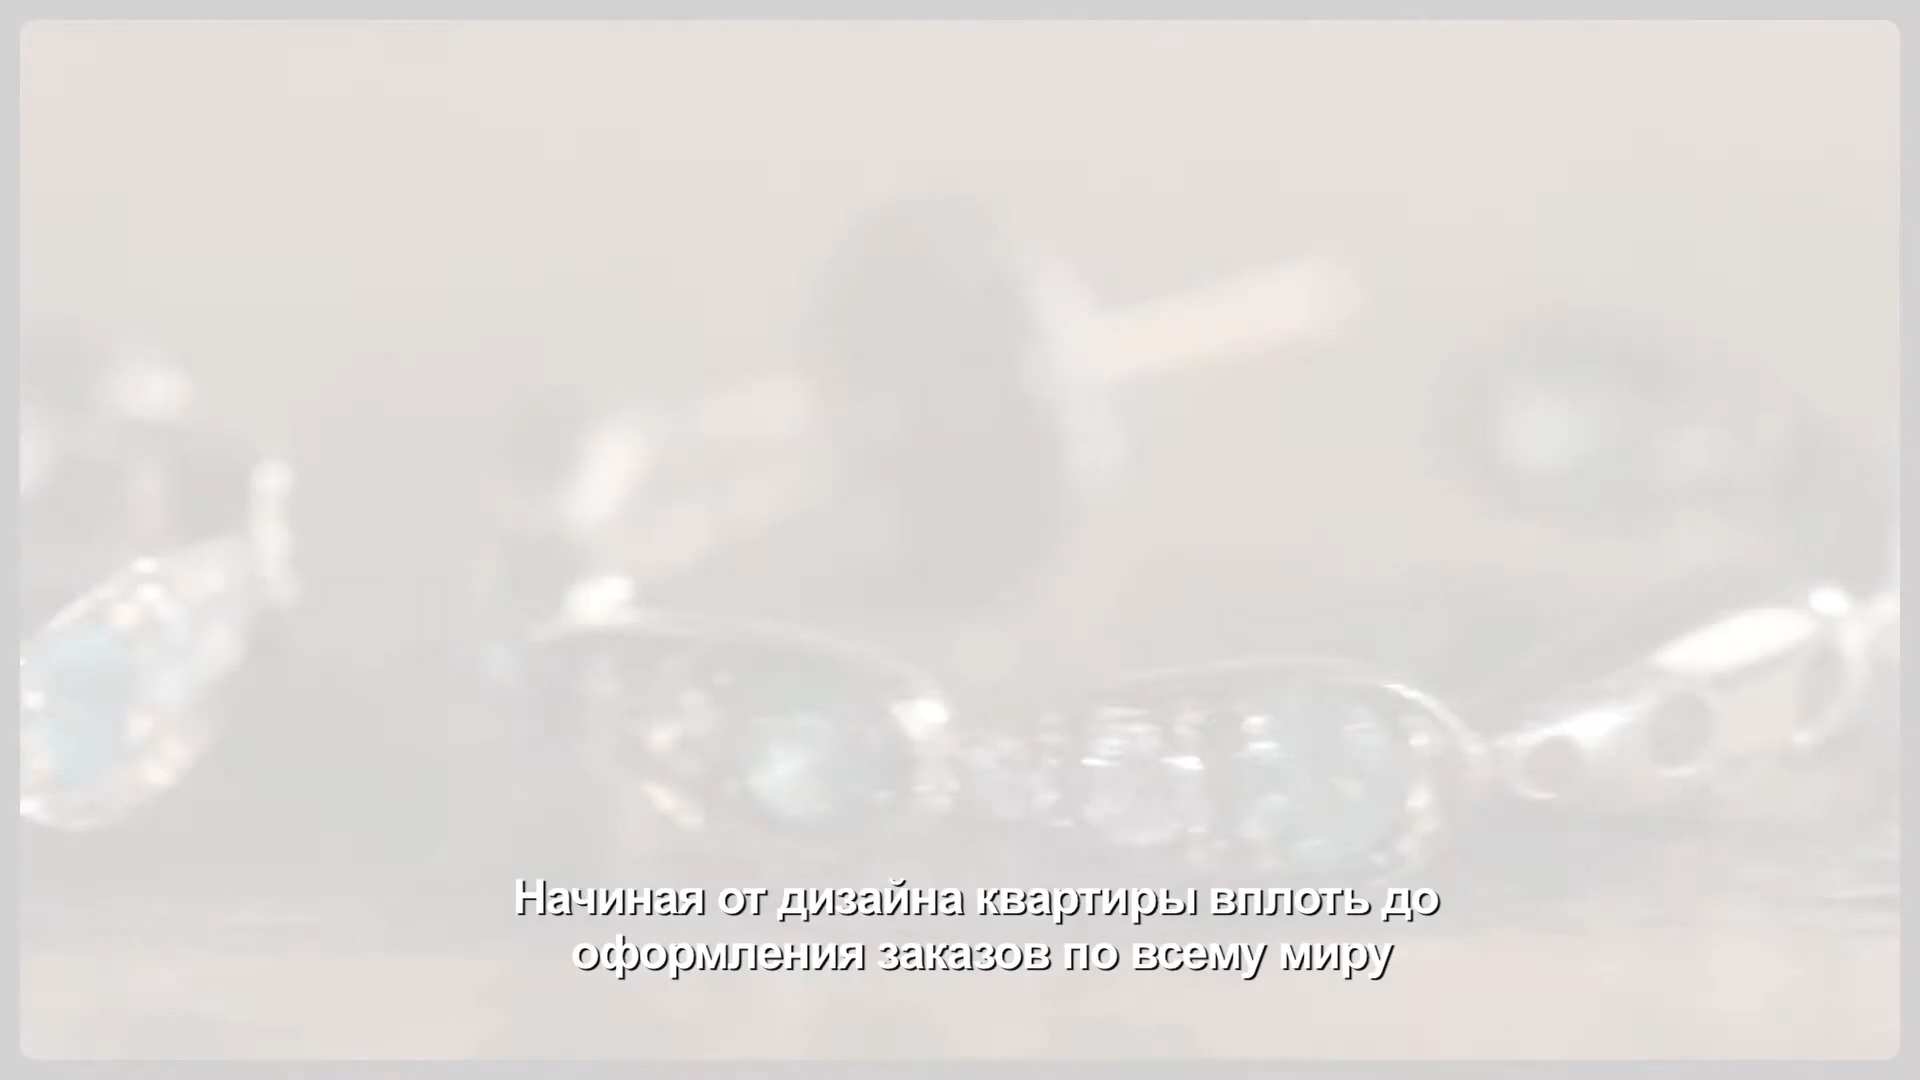 Начиная от дизайна квартиры вплоть до
оформления заказов по всему миру